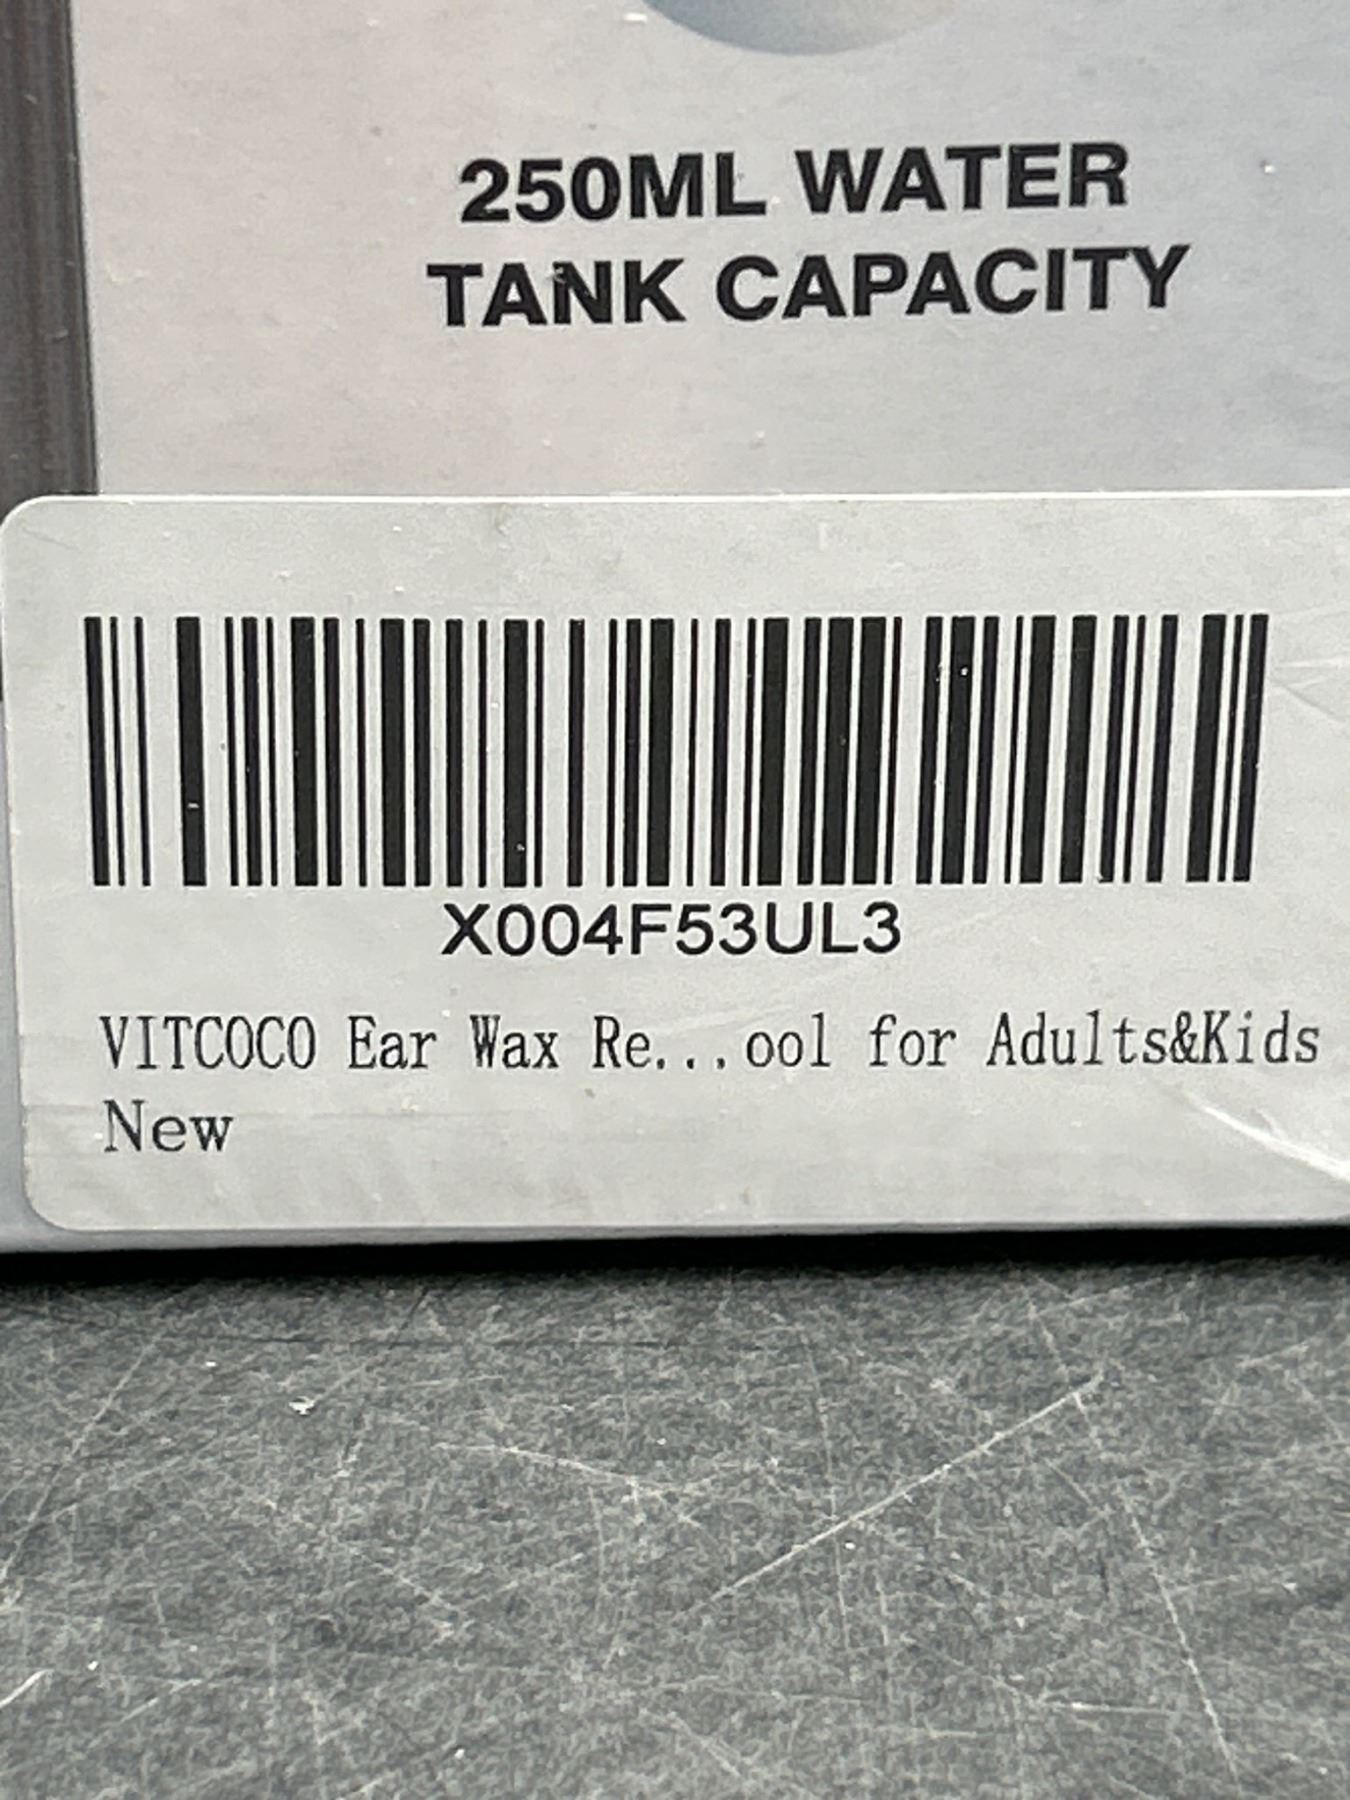 250ML WATER
TANK CAPACITY
X004F53UL3
VITCOCO Ear Wax Re...ool for Adults&Kids
New